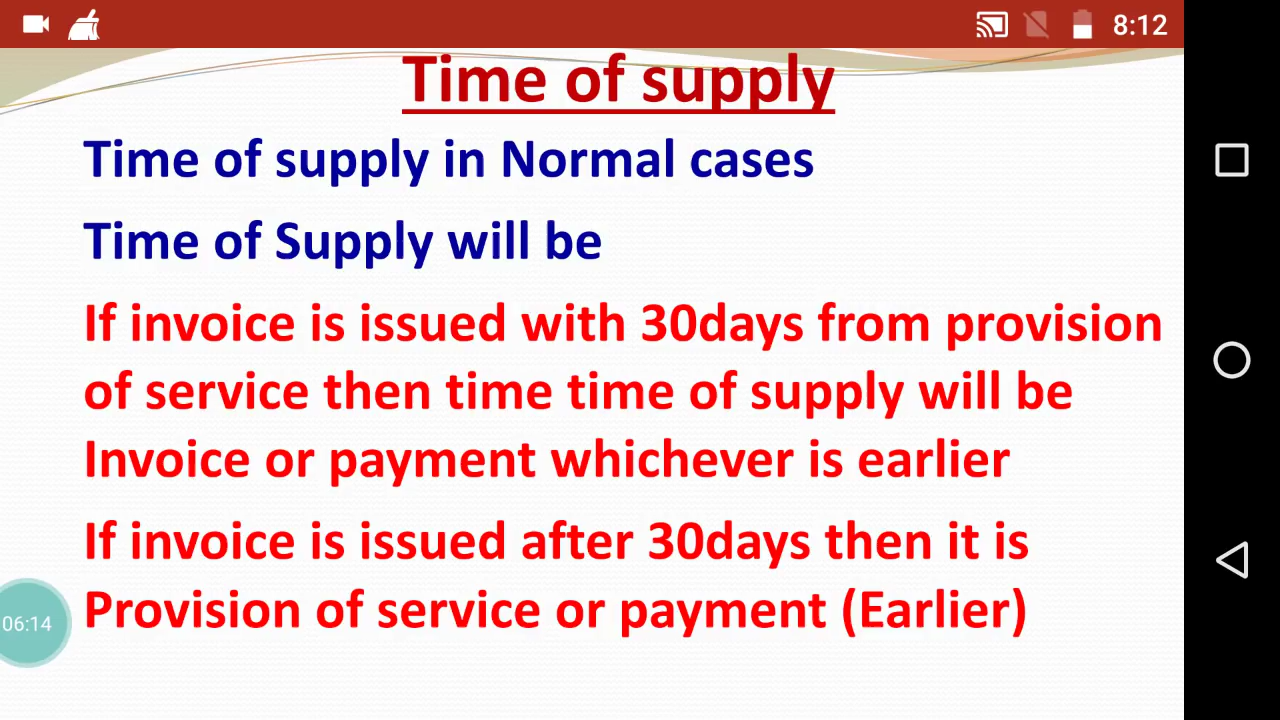 8:12
Time of supply
Time of supply in Normal cases
Time of Supply will be
If invoice is issued with 30days from provision
of service then time time of supply will be
Invoice or payment whichever is earlier
If invoice is issued after 30days then it is
Provision of service or payment (Earlier)
06:14